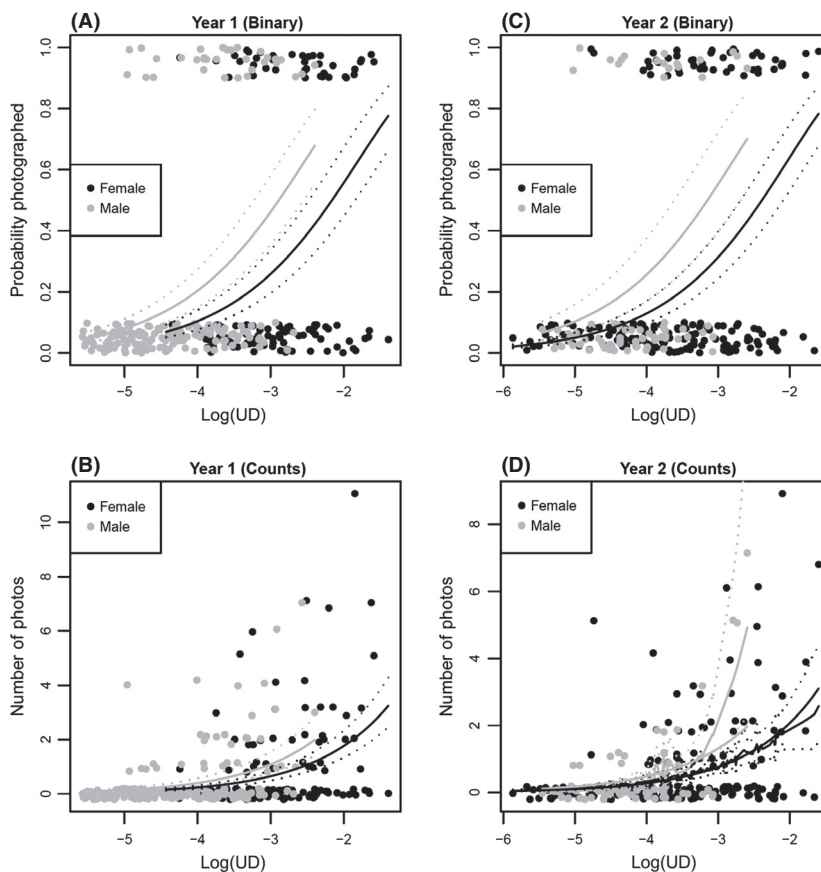 (A)
Year 1 (Binary)
1.0
0.8
0.6
0.4
0.2
0.0
Probability photographed
Female
Male
−5
−4
−3
−2
Log(UD)
(C)
Year 2 (Binary)
1.0
0.8
0.6
0.4
0.2
0.0
Probability photographed
Female
Male
−6
−5
−4
−3
−2
Log(UD)
(B)
Year 1 (Counts)
10
8
6
4
2
0
Number of photos
Female
Male
−5
−4
−3
−2
Log(UD)
(D)
Year 2 (Counts)
8
6
4
2
0
Number of photos
Female
Male
−6
−5
−4
−3
−2
Log(UD)